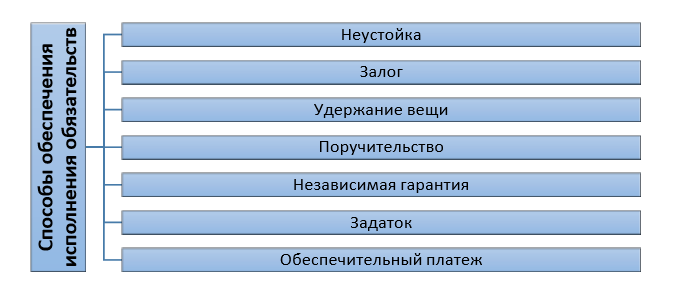 Способы обеспечения
исполнения обязательств
Неустойка
Залог
Удержание вещи
Поручительство
Независимая гарантия
Задаток
Обеспечительный платеж